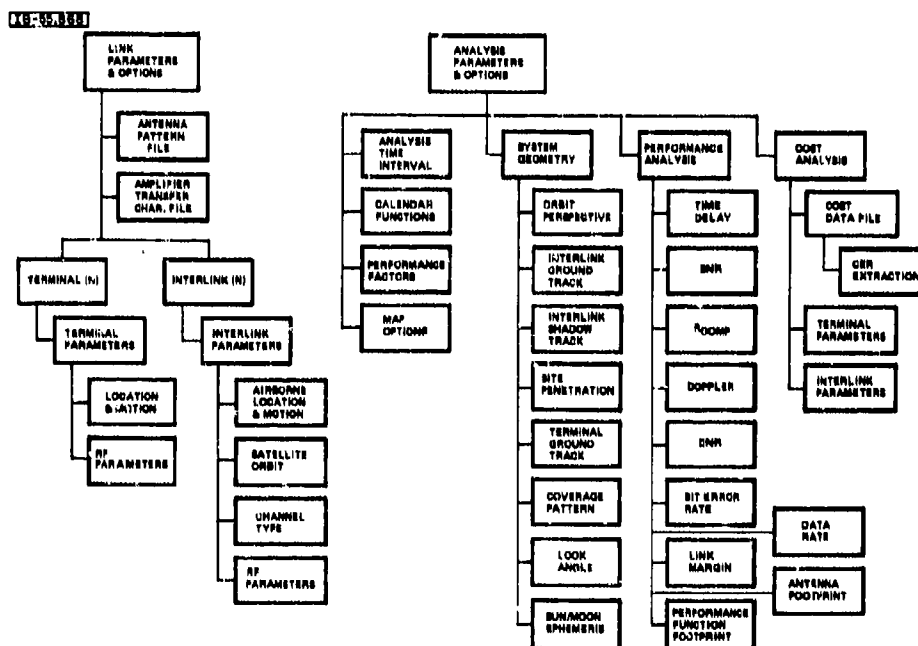 LINK
PARAMETERS
& OPTIONS
ANTENNA
PATTERN
FILE
AMPLIFIER
TRANSFER
CHAR. FILE
TERMINAL (N)
TERMINAL
PARAMETERS
LOCATION
& MOTION
RF
PARAMETERS
INTERLINK (N)
INTERLINK
PARAMETERS
AIRBORNE
LOCATION
& MOTION
SATELLITE
ORBIT
CHANNEL
TYPE
RF
PARAMETERS
ANALYSIS
PARAMETERS
& OPTIONS
ANALYSIS
TIME
INTERVAL
CALENDAR
FUNCTIONS
PERFORMANCE
FACTORS
MAP
OPTIONS
SYSTEM
GEOMETRY
ORBIT
PERSPECTIVE
INTERLINK
GROUND
TRACK
INTERLINK
SHADOW
TRACK
SITE
PENETRATION
TERMINAL
GROUND
TRACK
COVERAGE
PATTERN
LOOK
ANGLE
SUN/MOON
EPHEMERIS
PERFORMANCE
ANALYSIS
TIME
DELAY
DOPPLER
BIT ERROR
RATE
DATA
RATE
LINK
MARGIN
ANTENNA
FOOTPRINT
PERFORMANCE
FUNCTION
FOOTPRINT
COST
ANALYSIS
COST
DATA FILE
CER
EXTRACTION
TERMINAL
PARAMETERS
INTERLINK
PARAMETERS